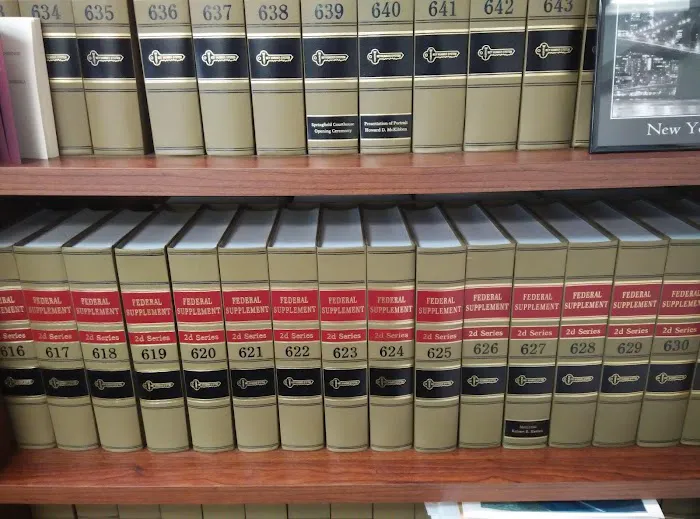 634 635 636 637 638 639 640 641 642 643
Springfield Courthouse
Opening Ceremony
Presentation of Portrait
Howard D. McKibben
New Y
FEDERAL FEDERAL FEDERAL FEDERAL FEDERAL FEDERAL FEDERAL FEDERAL FEDERAL FEDERAL FEDERAL FEDERAL FEDERAL FEDERAL
SUPPLEMENT SUPPLEMENT SUPPLEMENT SUPPLEMENT SUPPLEMENT SUPPLEMENT SUPPLEMENT SUPPLEMENT SUPPLEMENT SUPPLEMENT SUPPLEMENT SUPPLEMENT SUPPLEMENT SUPPLEMENT
2d Series 2d Series 2d Series 2d Series 2d Series 2d Series 2d Series 2d Series 2d Series 2d Series 2d Series 2d Series 2d Series 2d Series
616 617 618 619 620 621 622 623 624 625 626 627 628 629 630